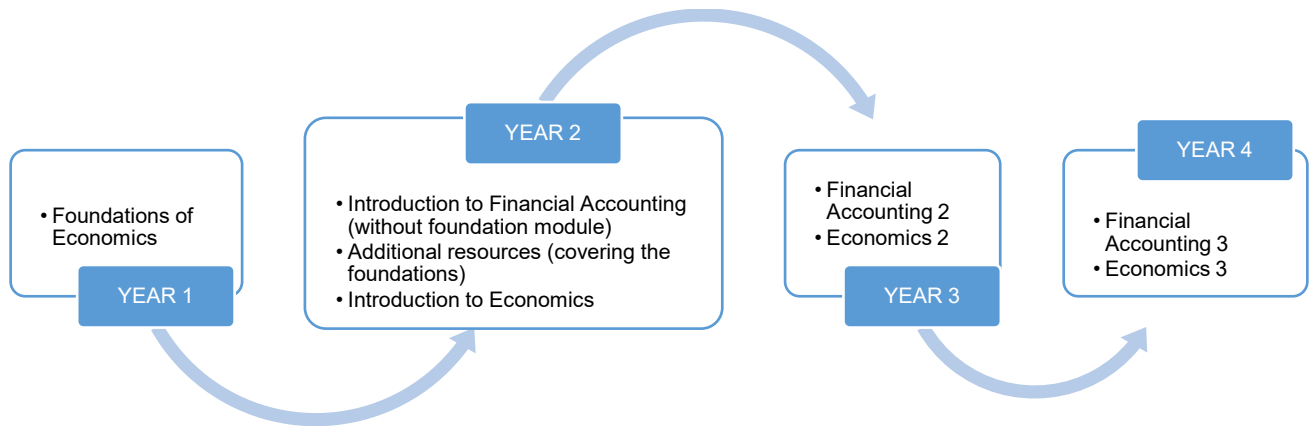 • Foundations of
Economics
YEAR 1
YEAR 2
• Introduction to Financial Accounting
(without foundation module)
• Additional resources (covering the
foundations)
• Introduction to Economics
• Financial
Accounting 2
• Economics 2
YEAR 3
YEAR 4
• Financial
Accounting 3
• Economics 3